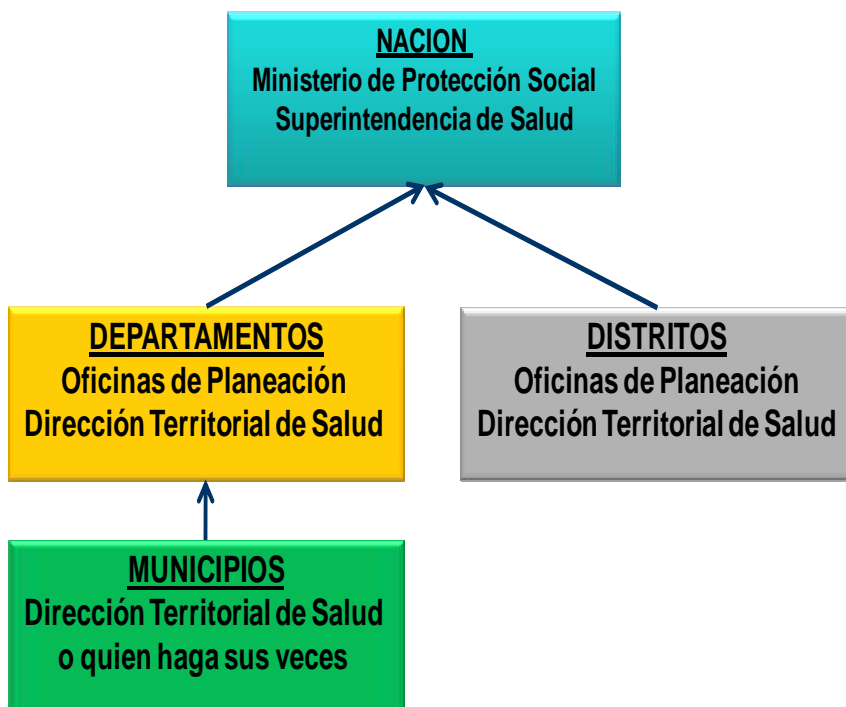 NACION
Ministerio de Protección Social
Superintendencia de Salud
DEPARTAMENTOS
Oficinas de Planeación
Dirección Territorial de Salud
DISTRITOS
Oficinas de Planeación
Dirección Territorial de Salud
MUNICIPIOS
Dirección Territorial de Salud
o quien haga sus veces